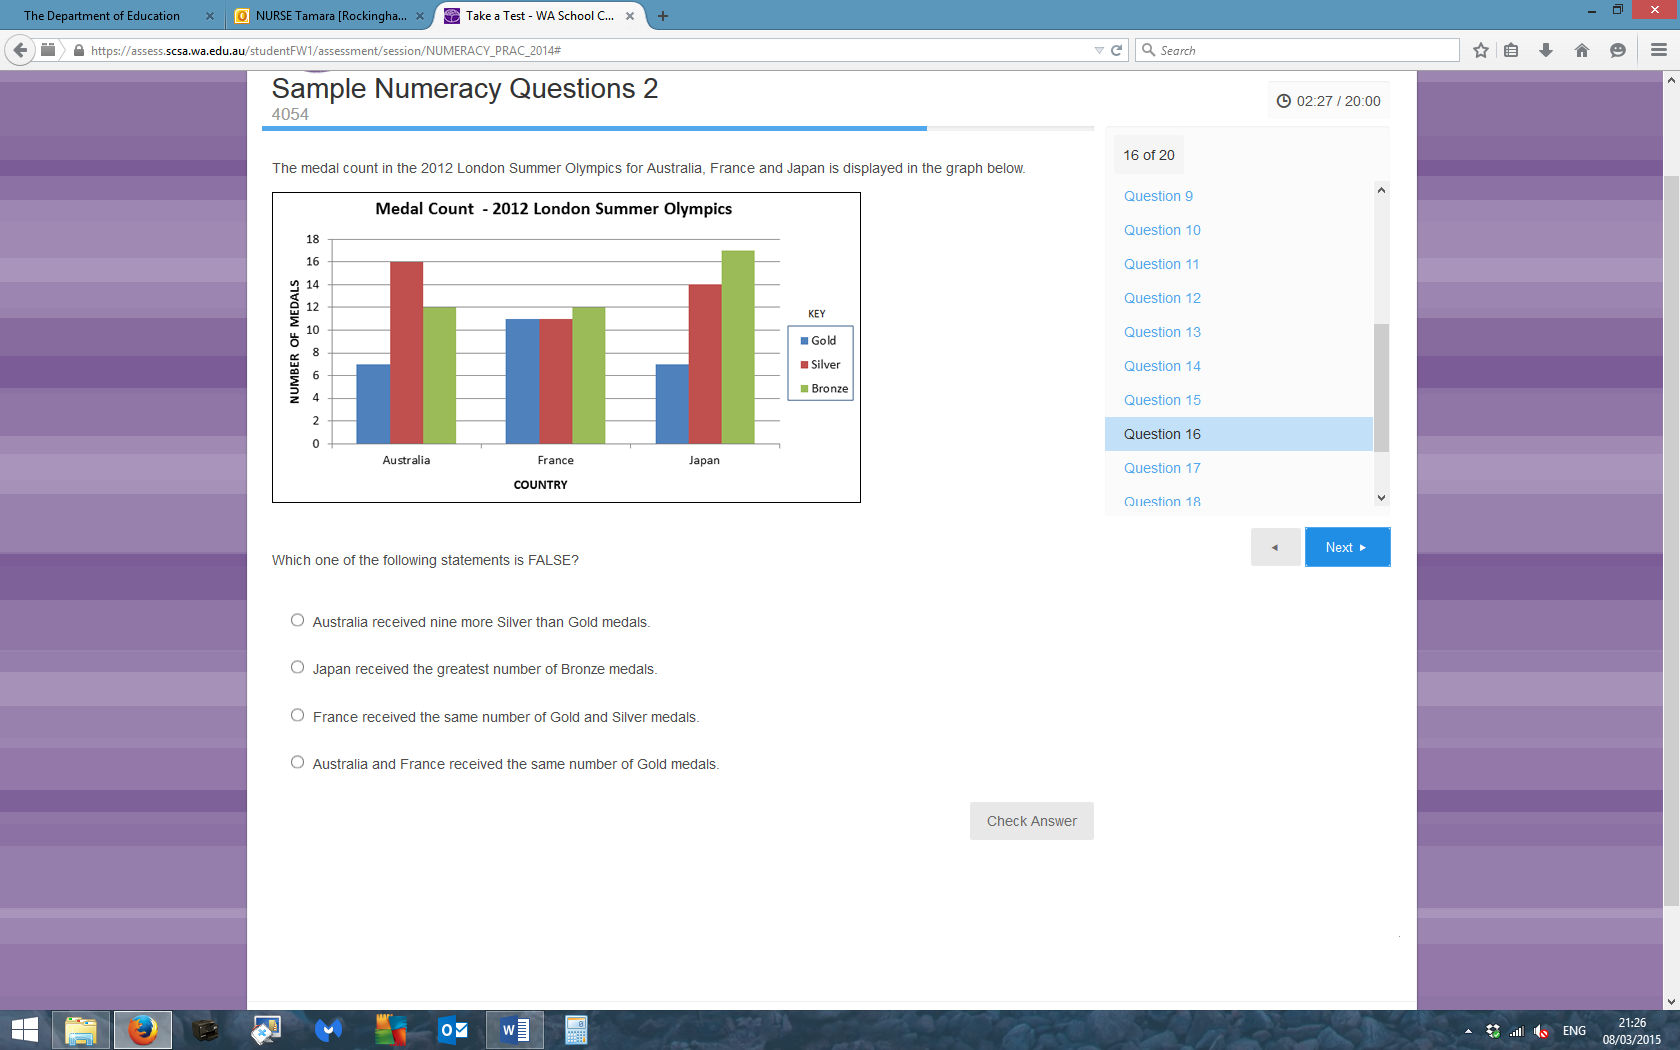 The Department of Education
NURSE Tamara [Rockingha...
Take a Test - WA School C...
https://assess.scsa.wa.edu.au/studentFW1/assessment/session/NUMERACY_PRAC_2014#
Search
Sample Numeracy Questions 2
4054
02:27 / 20:00
The medal count in the 2012 London Summer Olympics for Australia, France and Japan is displayed in the graph below.
Medal Count - 2012 London Summer Olympics
NUMBER OF MEDALS
18
16
14
12
10
8
6
4
2
0
Australia France Japan
COUNTRY
KEY
Gold
Silver
Bronze
16 of 20
Question 9
Question 10
Question 11
Question 12
Question 13
Question 14
Question 15
Question 16
Question 17
Question 18
Next
Which one of the following statements is FALSE?
Australia received nine more Silver than Gold medals.
Japan received the greatest number of Bronze medals.
France received the same number of Gold and Silver medals.
Australia and France received the same number of Gold medals.
Check Answer
ENG
21:26
08/03/2015